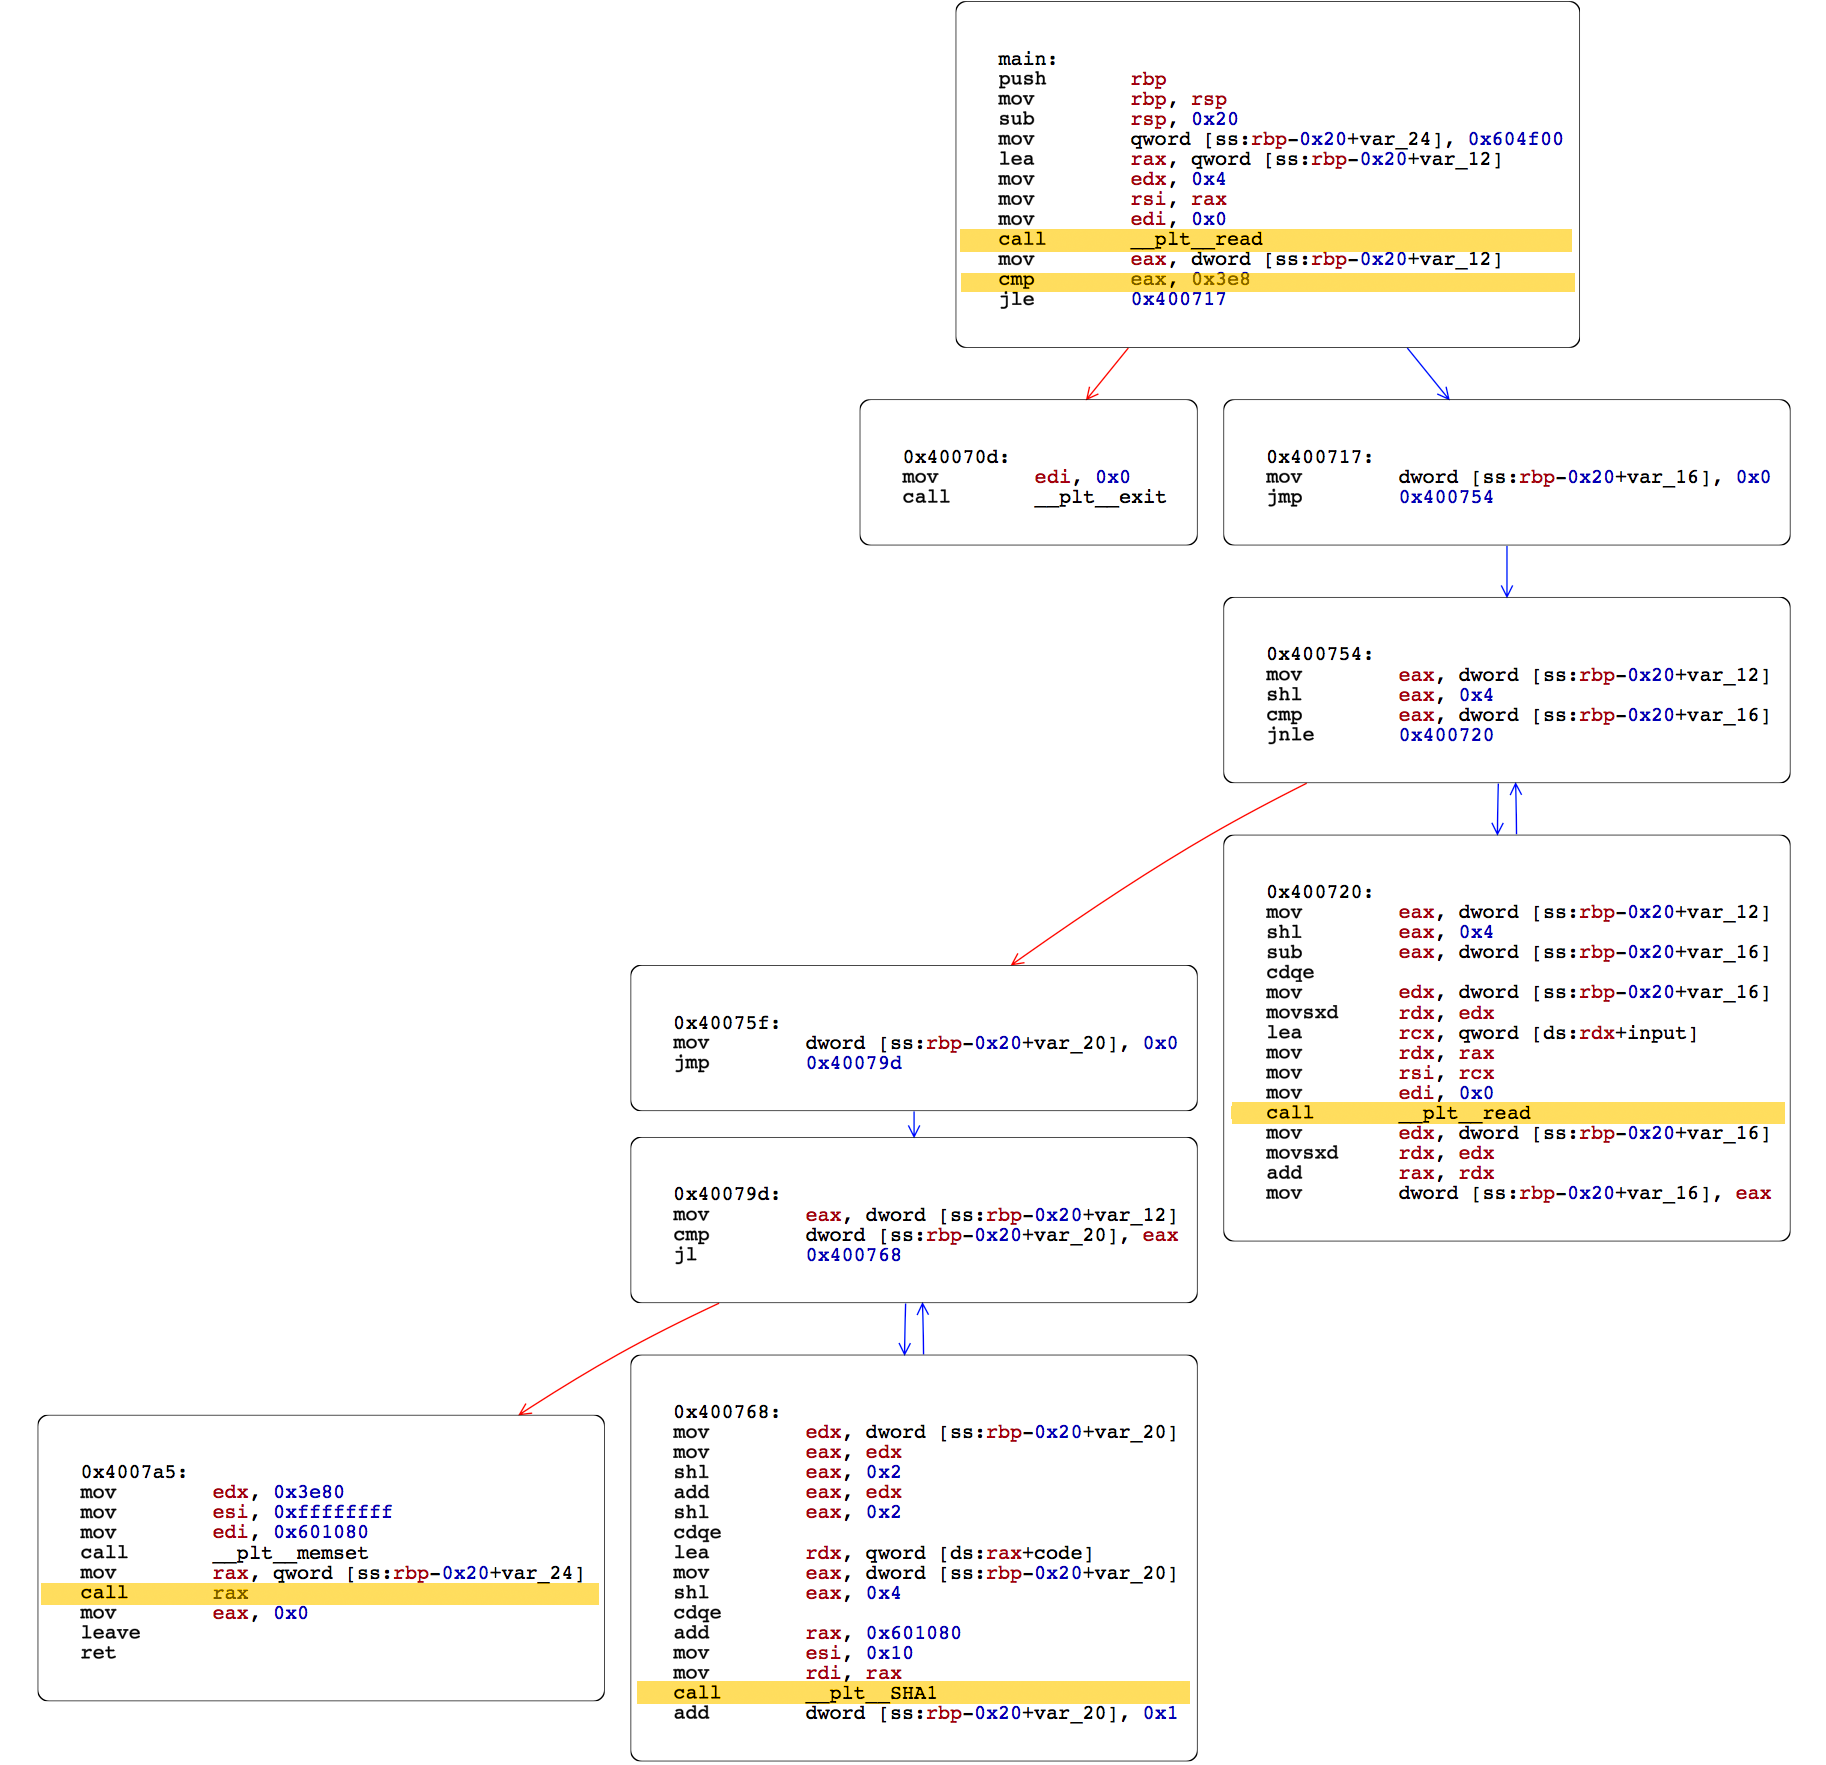 main:
push rbp
mov rbp, rsp
sub rsp, 0x20
mov qword [ss:rbp-0x20+var_24], 0x604f00
lea rax, qword [ss:rbp-0x20+var_12]
mov edx, 0x4
mov rsi, rax
mov edi, 0x0
call __plt__read
mov eax, dword [ss:rbp-0x20+var_12]
cmp eax, 0x3e8
jle 0x400717
0x40070d:
mov edi, 0x0
call __plt__exit
0x400717:
mov dword [ss:rbp-0x20+var_16], 0x0
jmp 0x400754
0x400754:
mov eax, dword [ss:rbp-0x20+var_12]
shl eax, 0x4
cmp eax, dword [ss:rbp-0x20+var_16]
jnle 0x400720
0x400720:
mov eax, dword [ss:rbp-0x20+var_12]
shl eax, 0x4
sub eax, dword [ss:rbp-0x20+var_16]
cdqe
mov edx, dword [ss:rbp-0x20+var_16]
movsxd rdx, edx
lea rcx, qword [ds:rdx+input]
mov rdx, rax
mov rsi, rcx
mov edi, 0x0
call __plt__read
mov edx, dword [ss:rbp-0x20+var_16]
movsxd rdx, edx
add rax, rdx
mov dword [ss:rbp-0x20+var_16], eax
0x40075f:
mov dword [ss:rbp-0x20+var_20], 0x0
jmp 0x40079d
0x40079d:
mov eax, dword [ss:rbp-0x20+var_12]
cmp dword [ss:rbp-0x20+var_20], eax
jl 0x400768
0x400768:
mov edx, dword [ss:rbp-0x20+var_20]
mov eax, edx
shl eax, 0x2
add eax, edx
shl eax, 0x2
cdqe
lea rdx, qword [ds:rax+code]
mov eax, dword [ss:rbp-0x20+var_20]
shl eax, 0x4
cdqe
add rax, 0x601080
mov esi, 0x10
mov rdi, rax
call __plt__SHA1
add dword [ss:rbp-0x20+var_20], 0x1
0x4007a5:
mov edx, 0x3e80
mov esi, 0xffffffff
mov edi, 0x601080
call __plt__memset
mov rax, qword [ss:rbp-0x20+var_24]
call rax
mov eax, 0x0
leave
ret